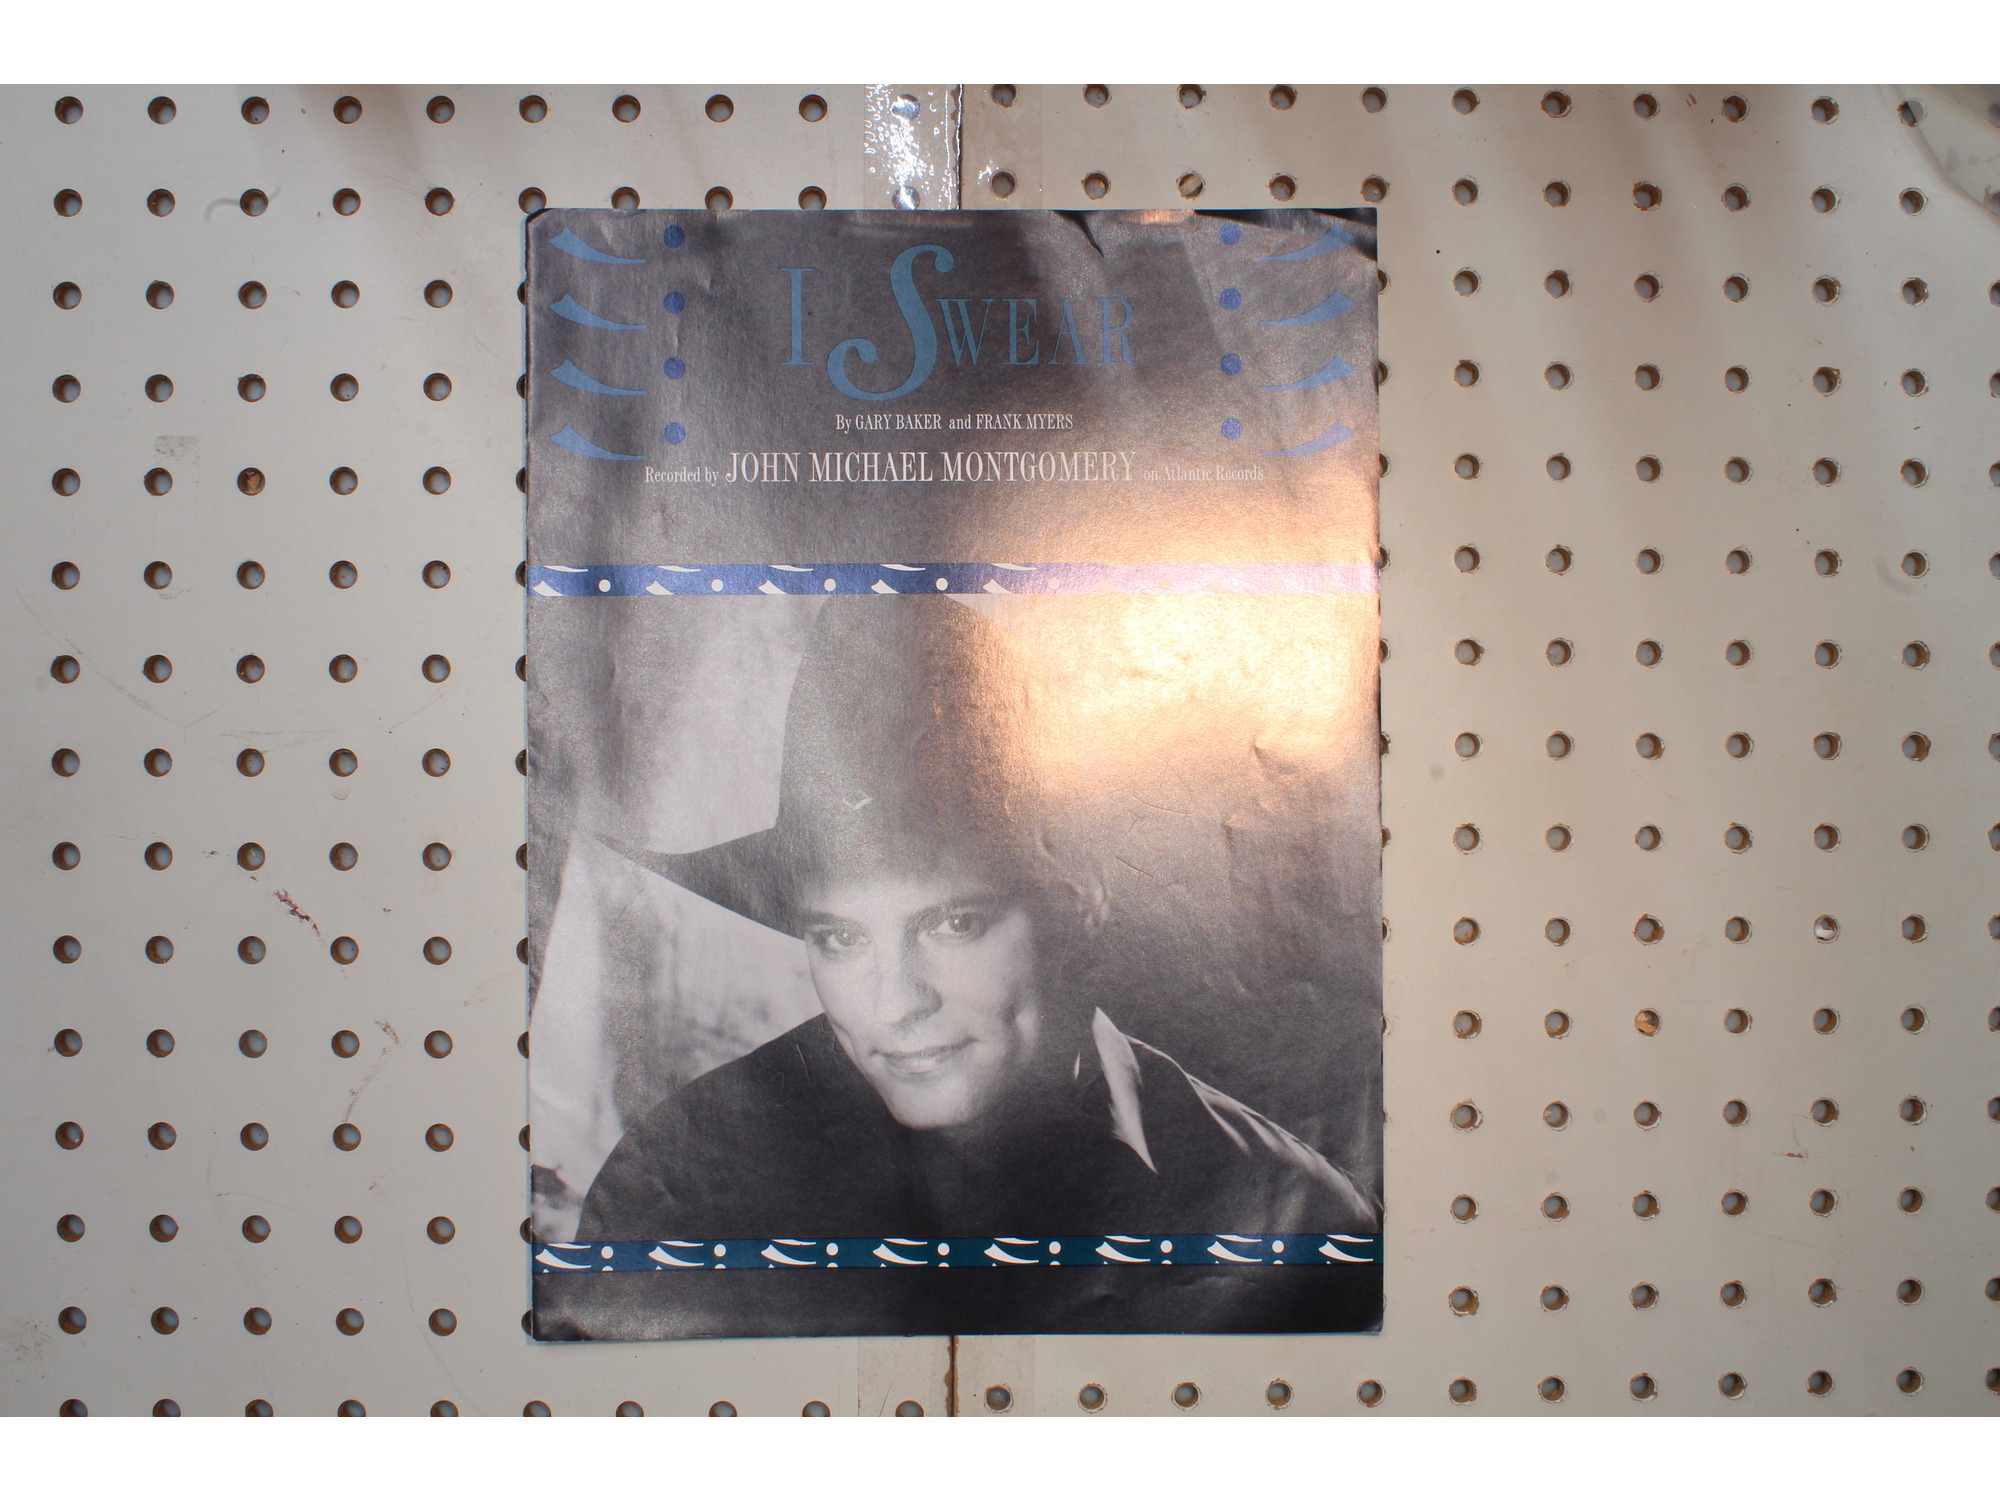 I SWEAR
By GARY BAKER and FRANK MYERS
Recorded by JOHN MICHAEL MONTGOMERY on Atlantic Records